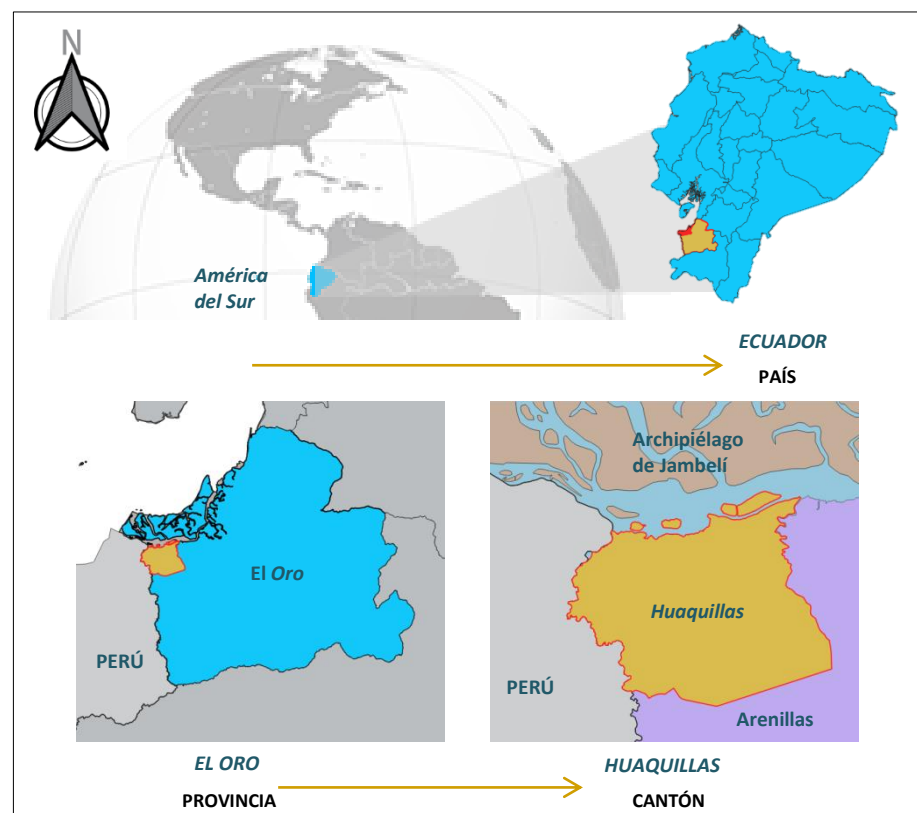 N
América
del Sur
ECUADOR
PAÍS
Archipiélago
de Jambelí
El Oro
Huaquillas
PERÚ
PERÚ
Arenillas
EL ORO
HUAQUILLAS
PROVINCIA
CANTÓN